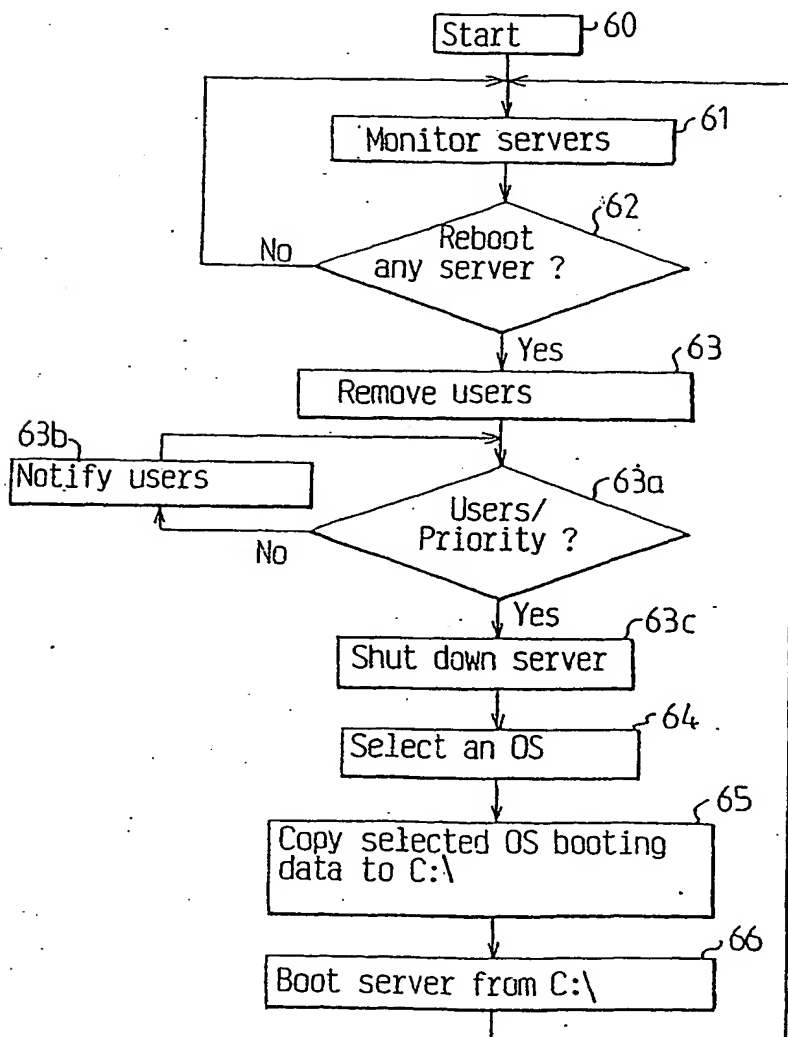 Start
60
Monitor servers
61
Reboot
any server ?
62
No
Yes
Remove users
63
63b
Notify users
Users/
Priority ?
63a
No
Yes
Shut down server
63c
Select an OS
64
Copy selected OS booting
data to C:\
65
Boot server from C:\
66